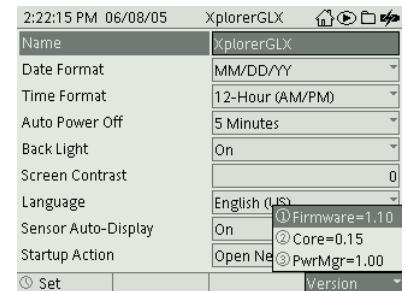 2:22:15 PM 06/08/05 XplorerGLX
Name XplorerGLX
Date Format MM/DD/YY
Time Format 12-Hour (AM/PM)
Auto Power Off 5 Minutes
Back Light On
Screen Contrast 0
Language English (US)
Sensor Auto-Display On
Startup Action Open Ne
①Firmware=1.10
②Core=0.15
③PwrMgr=1.00
Set Version